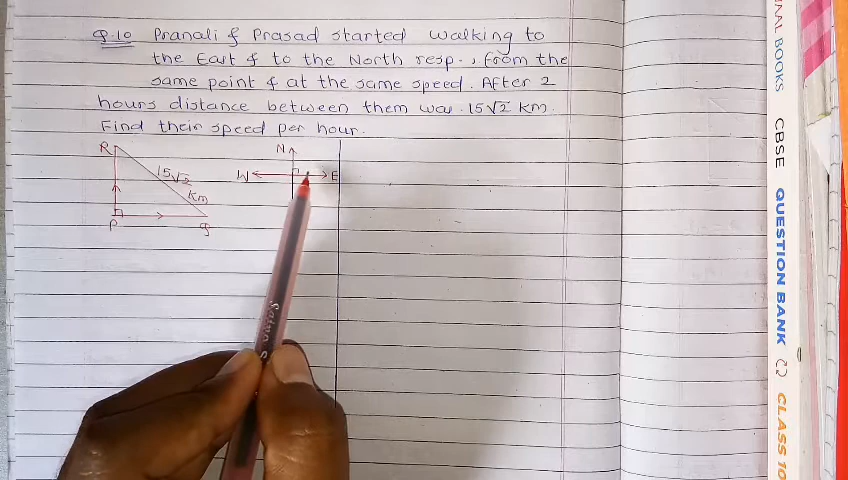 Q.10 Pranali & Prasad started walking to
the East & to the North resp., from the
same point & at the same speed. After 2
hours distance between them was 15√2 km.
Find their speed per hour.
R
15√2
km
P
Q
N
W
E
NAAL BOOKS CBSE QUESTION BANK CLASS 10